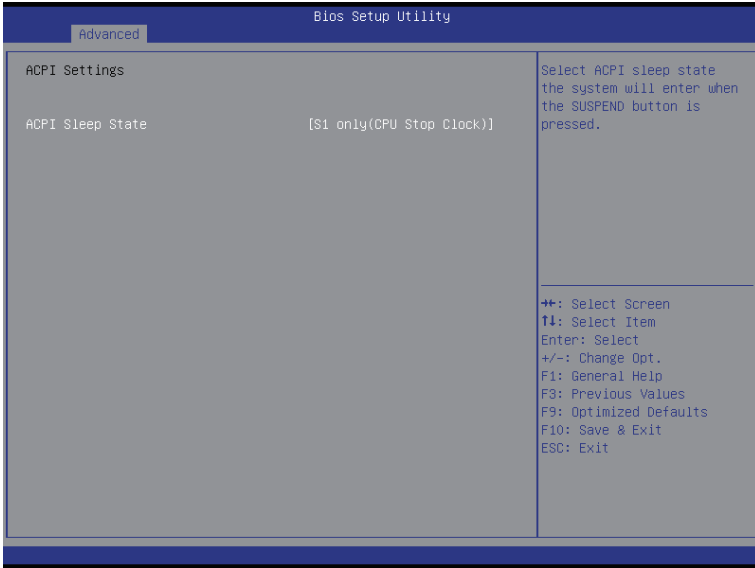 Bios Setup Utility
Advanced
ACPI Settings
ACPI Sleep State [S1 only(CPU Stop Clock)]
Select ACPI sleep state
the system will enter when
the SUSPEND button is
pressed.
→←: Select Screen
↑↓: Select Item
Enter: Select
+/-: Change Opt.
F1: General Help
F3: Previous Values
F9: Optimized Defaults
F10: Save & Exit
ESC: Exit